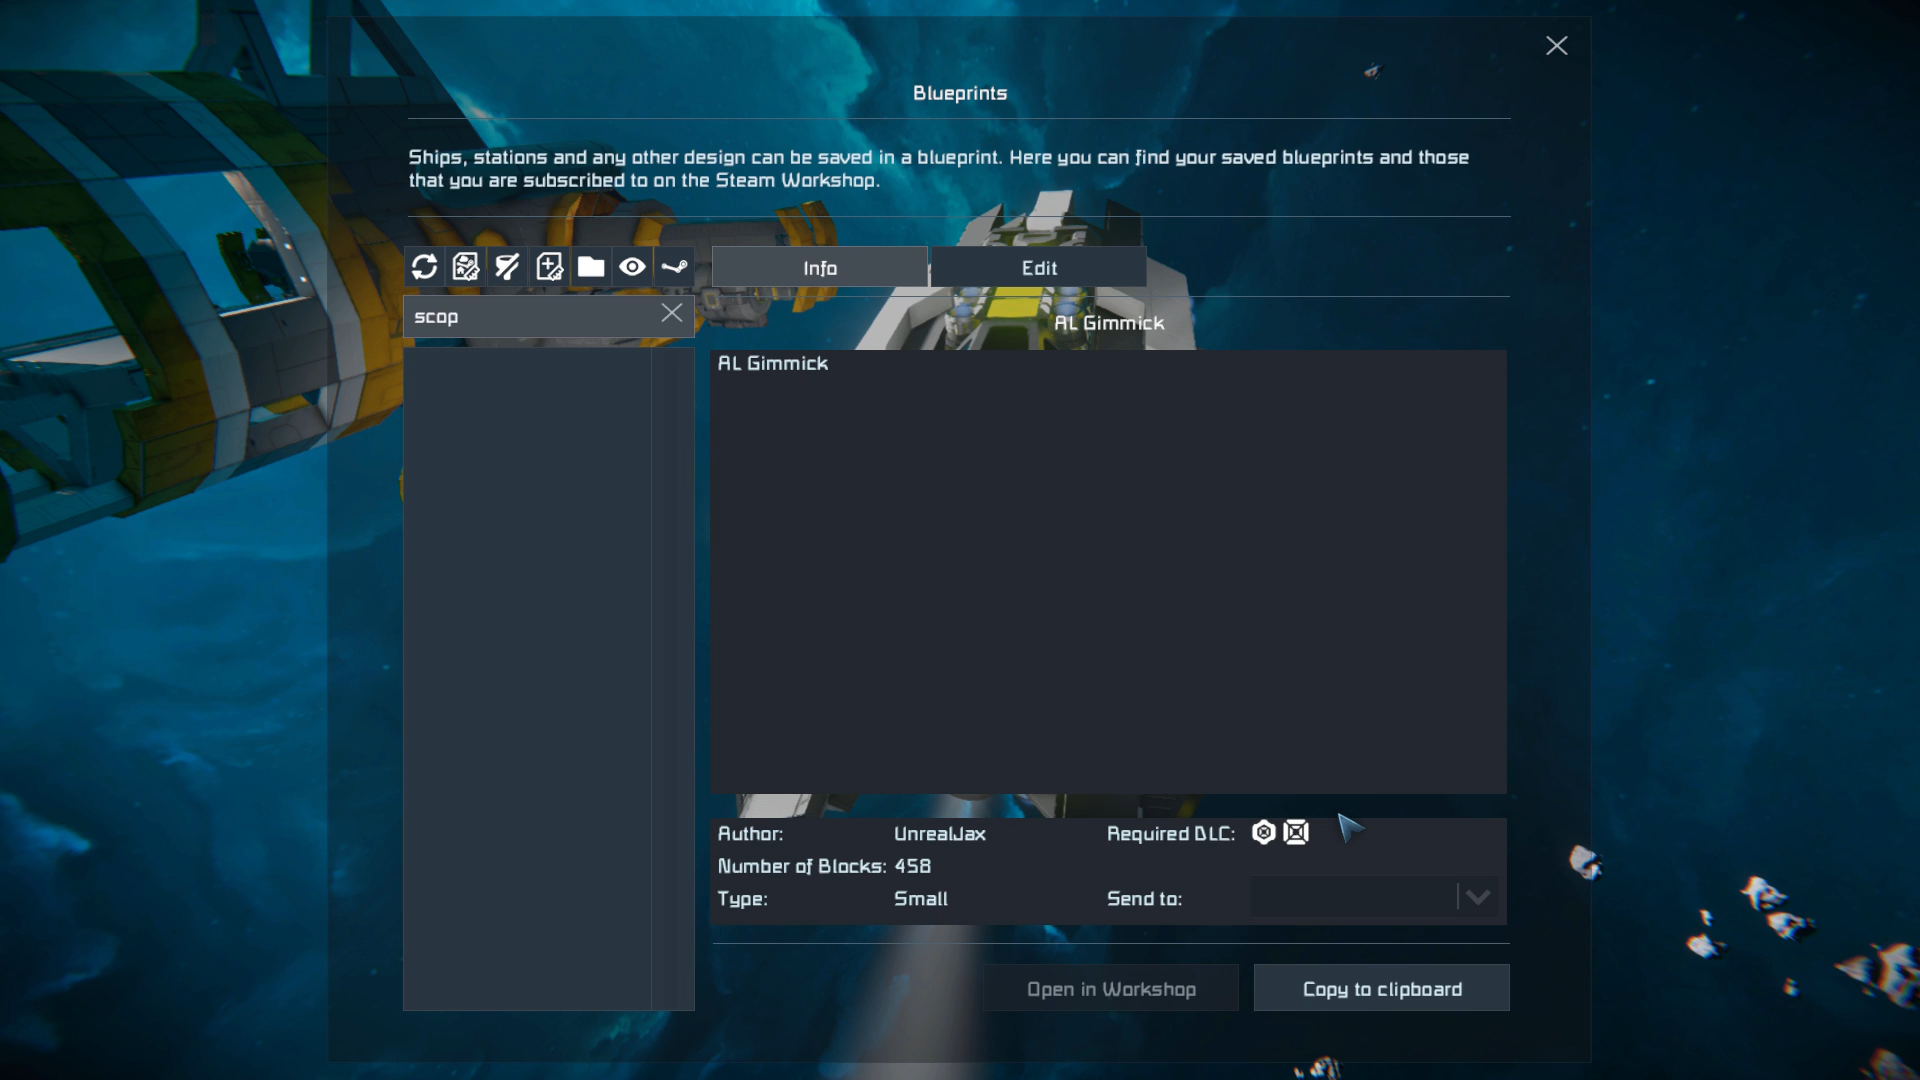 Blueprints
Ships, stations and any other design can be saved in a blueprint. Here you can find your saved blueprints and those
that you are subscribed to on the Steam Workshop.
Info
Edit
scop
AL Gimmick
AL Gimmick
Author: UnrealJax Required DLC:
Number of Blocks: 458
Type: Small Send to:
Open in Workshop
Copy to clipboard